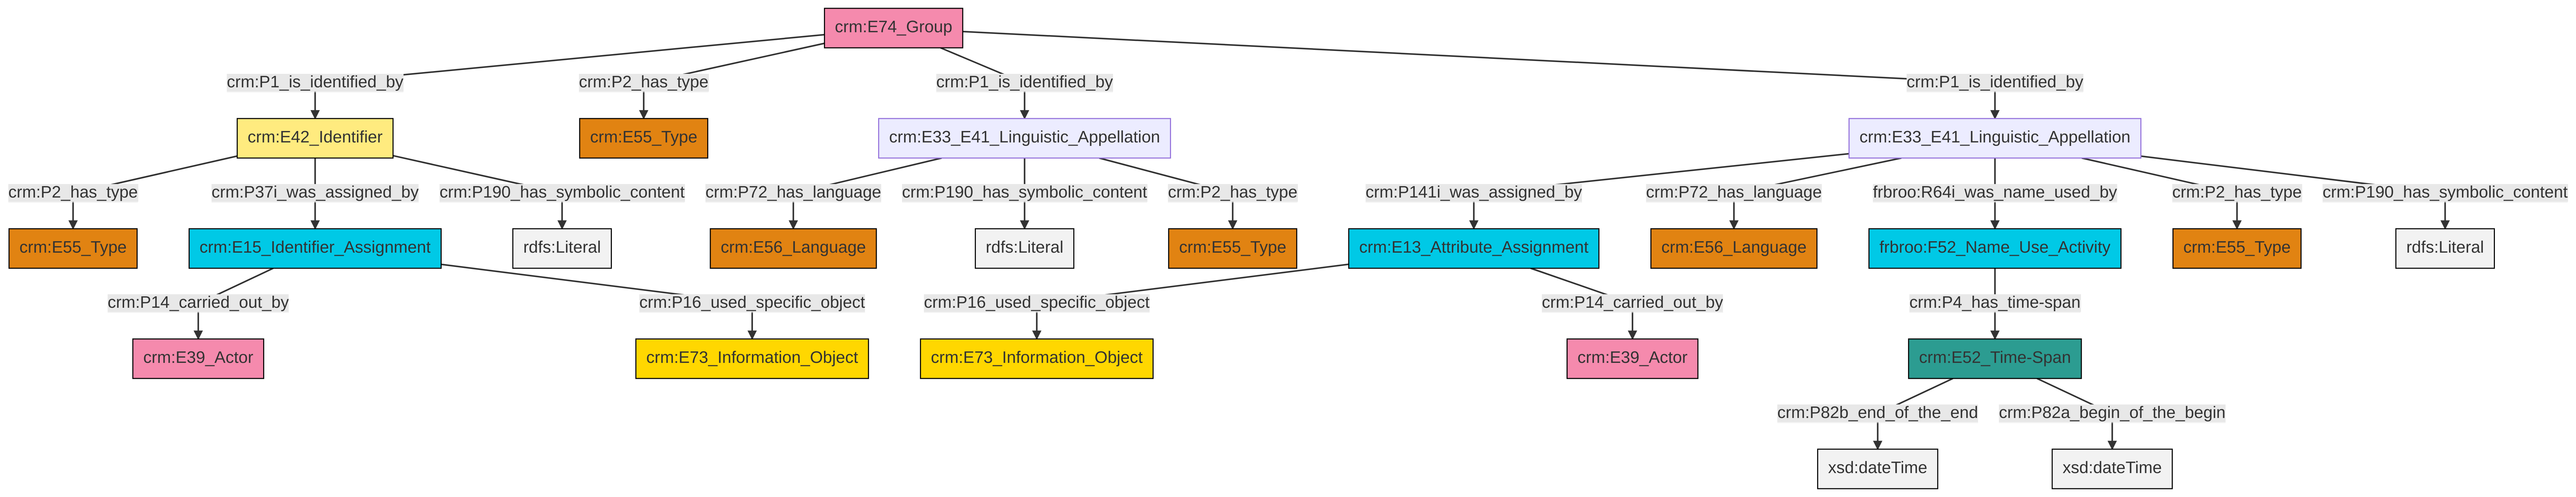 crm:E74_Group
crm:P1_is_identified_by
crm:P2_has_type
crm:P1_is_identified_by
crm:P1_is_identified_by
crm:E42_Identifier
crm:E55_Type
crm:E33_E41_Linguistic_Appellation
crm:E33_E41_Linguistic_Appellation
crm:P2_has_type
crm:P37i_was_assigned_by
crm:P190_has_symbolic_content
crm:P72_has_language
crm:P190_has_symbolic_content
crm:P2_has_type
crm:P141i_was_assigned_by
crm:P72_has_language
frbroo:R64i_was_name_used_by
crm:P2_has_type
crm:P190_has_symbolic_content
crm:E55_Type
crm:E15_Identifier_Assignment
rdfs:Literal
crm:E56_Language
rdfs:Literal
crm:E55_Type
crm:E13_Attribute_Assignment
crm:E56_Language
frbroo:F52_Name_Use_Activity
crm:E55_Type
rdfs:Literal
crm:P14_carried_out_by
crm:P16_used_specific_object
crm:P16_used_specific_object
crm:P14_carried_out_by
crm:P4_has_time-span
crm:E39_Actor
crm:E73_Information_Object
crm:E73_Information_Object
crm:E39_Actor
crm:E52_Time-Span
crm:P82b_end_of_the_end
crm:P82a_begin_of_the_begin
xsd:dateTime
xsd:dateTime